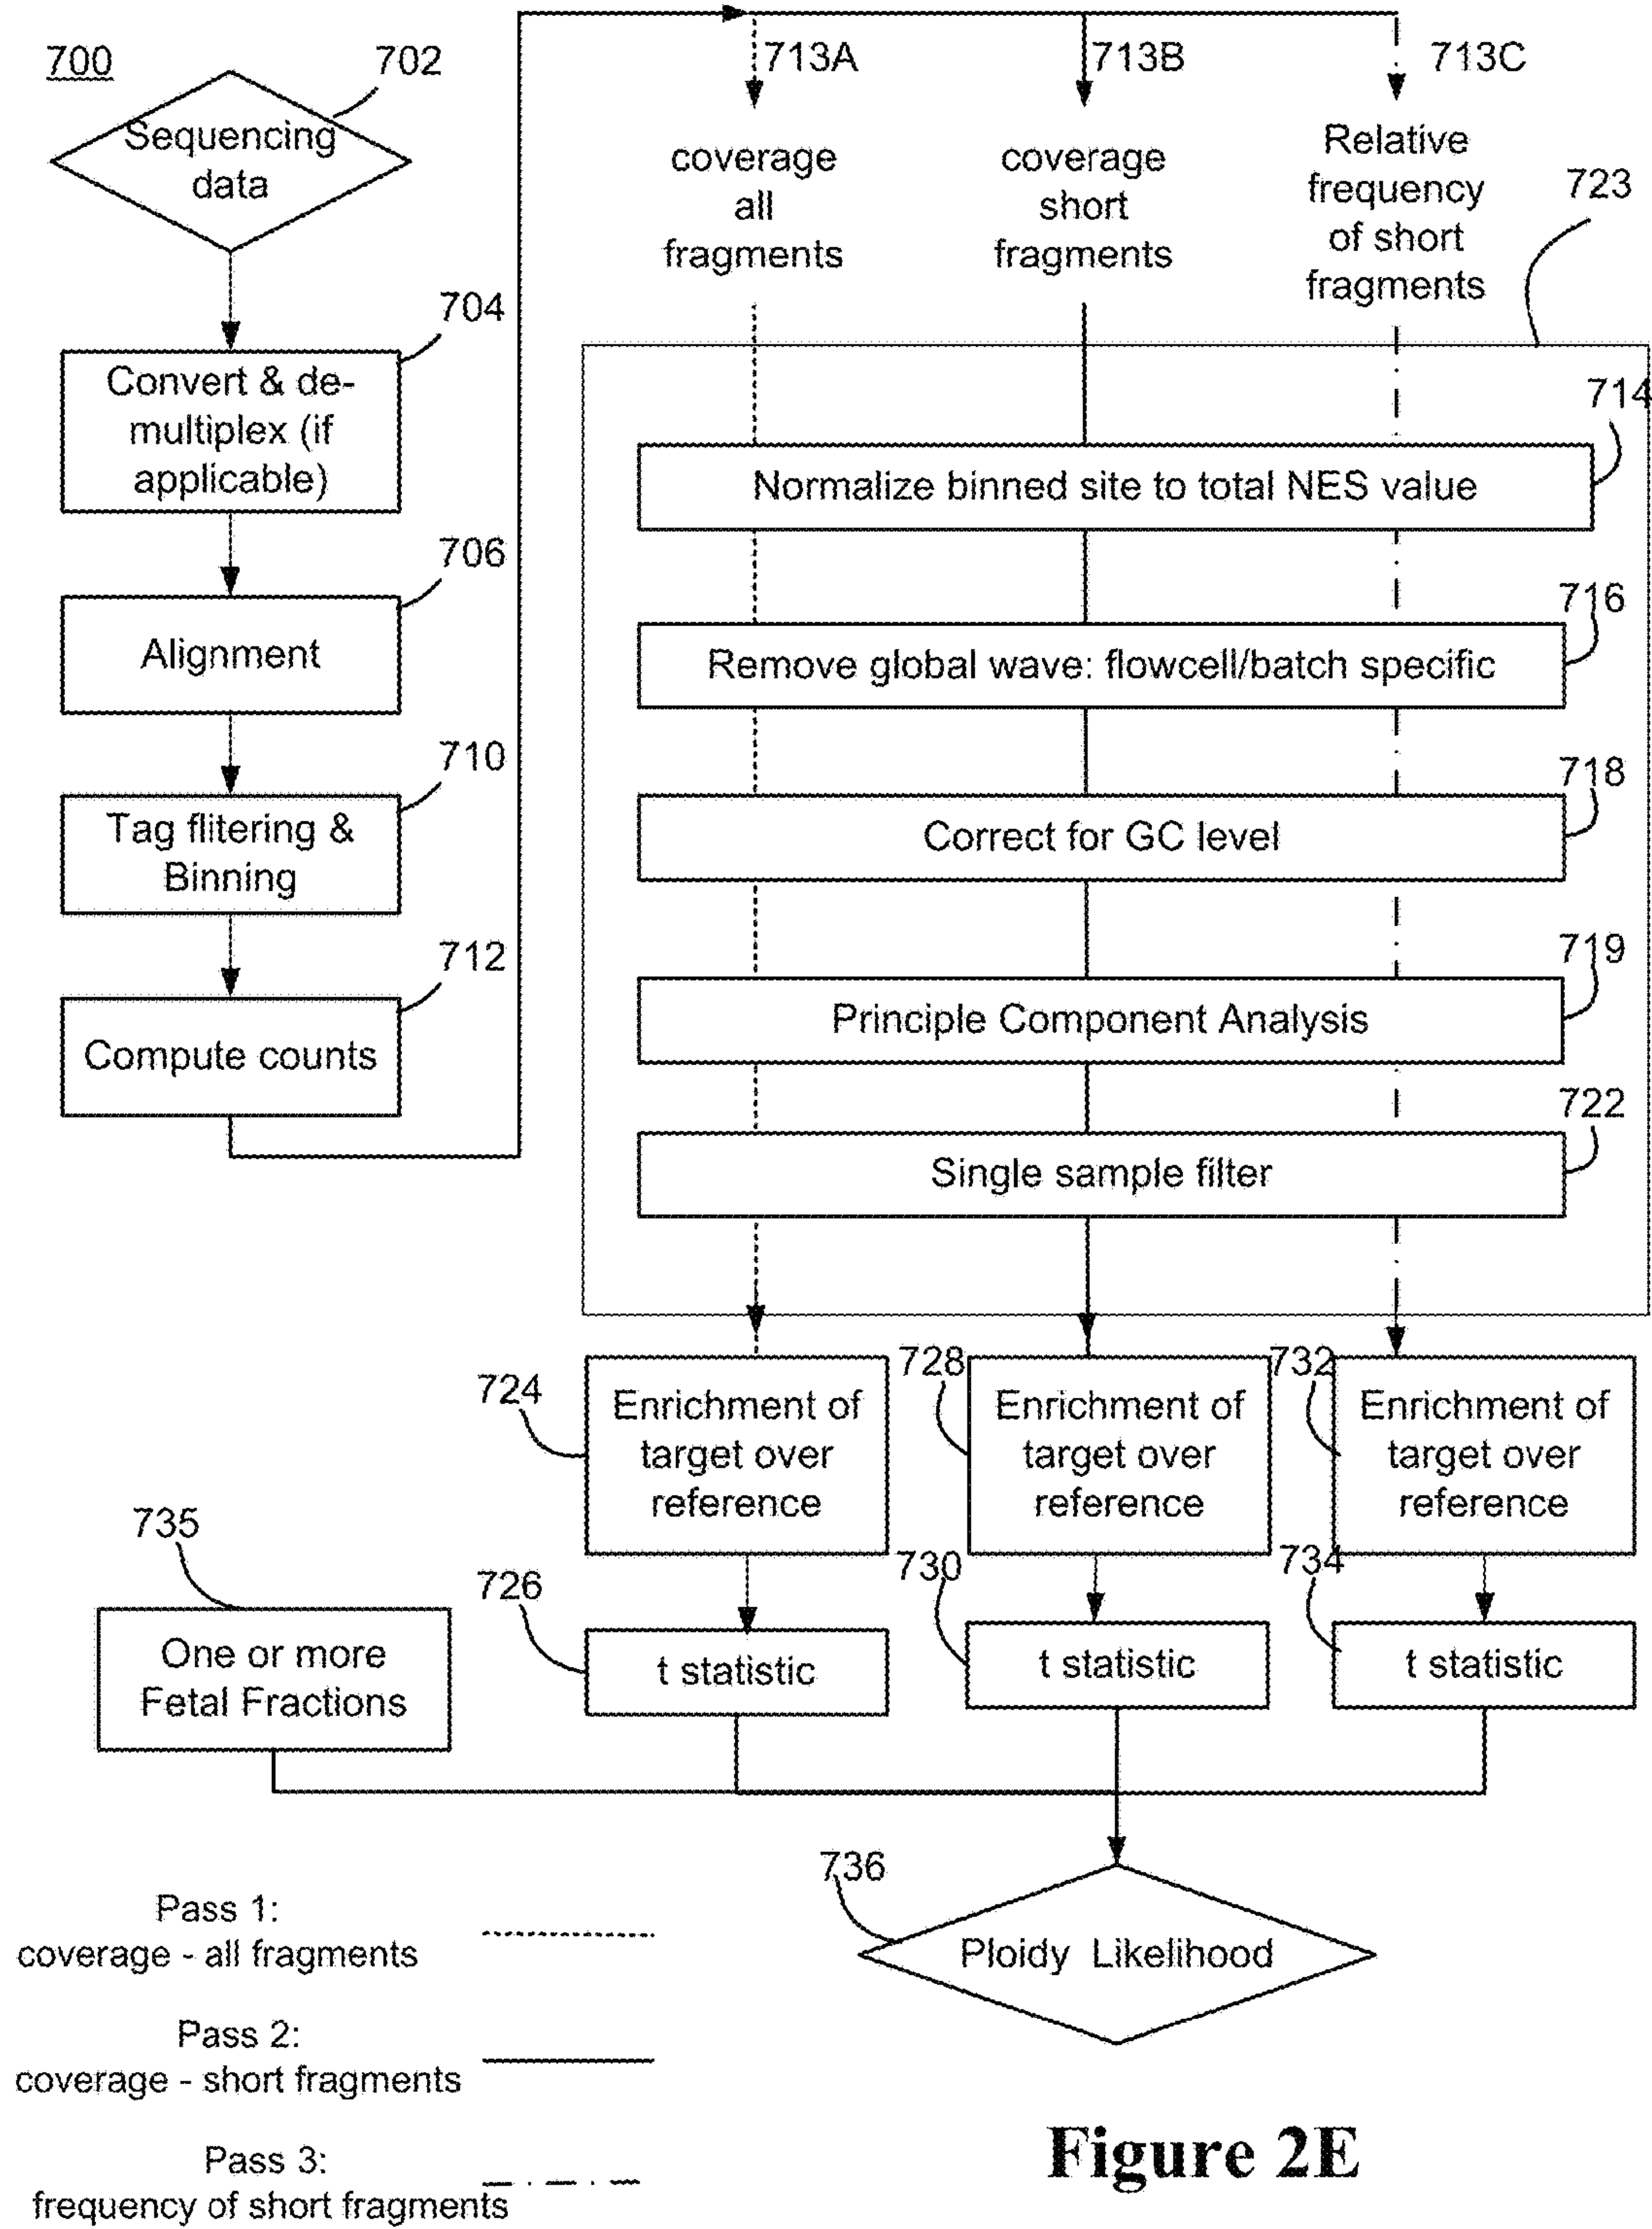 700
702
Sequencing
data
704
Convert & de-
multiplex (if
applicable)
706
Alignment
710
Tag flitering &
Binning
712
Compute counts
713A
713B
713C
coverage
all
fragments
coverage
short
fragments
Relative
frequency
of short
fragments
723
714
Normalize binned site to total NES value
716
Remove global wave: flowcell/batch specific
718
Correct for GC level
719
Principle Component Analysis
722
Single sample filter
724
Enrichment of
target over
reference
728
Enrichment of
target over
reference
732
Enrichment of
target over
reference
726
t statistic
730
t statistic
734
t statistic
735
One or more
Fetal Fractions
736
Ploidy Likelihood
Pass 1:
coverage - all fragments
Pass 2:
coverage - short fragments
Pass 3:
frequency of short fragments
Figure 2E